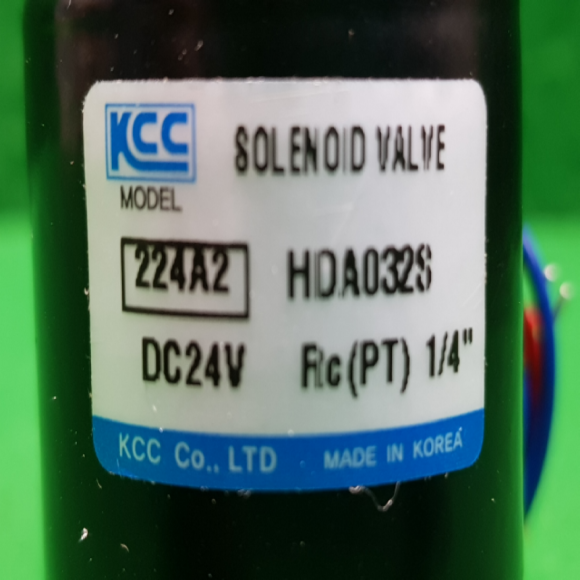 KCC SOLENOID VALVE
MODEL
224A2 HDA032S
DC24V Rc(PT) 1/4"
KCC Co., LTD MADE IN KOREA